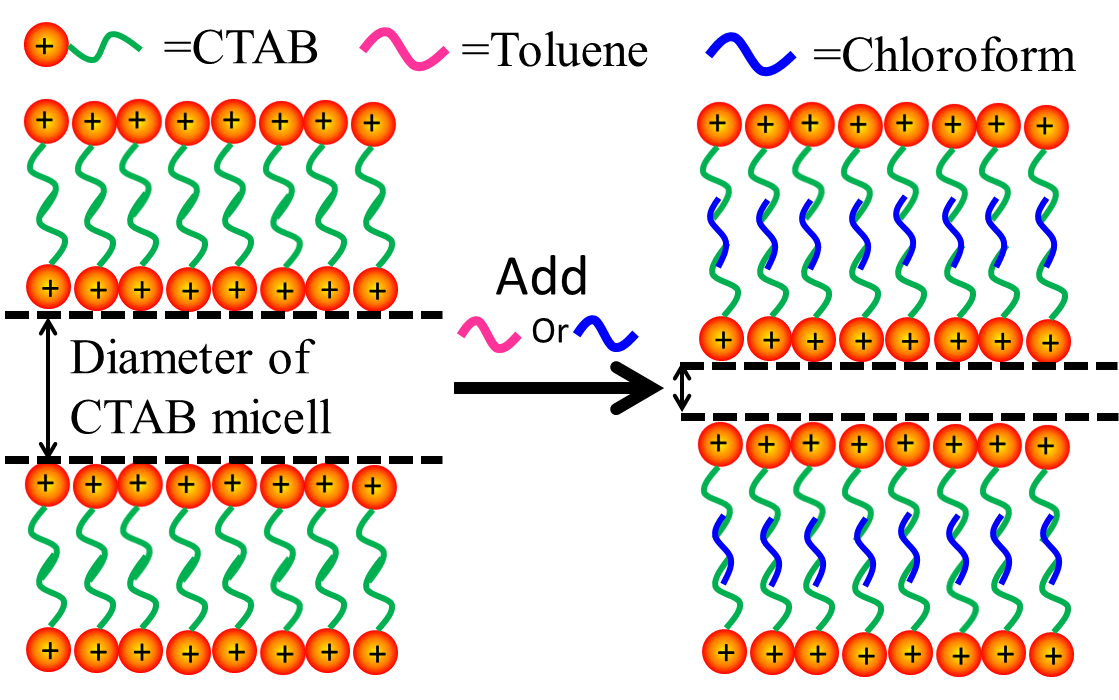 + =CTAB =Toluene =Chloroform
+ + + + + + + + + + + + + + + +
+ + + + + + + + + + + + + + + +
Add
Or
Diameter of
CTAB micell
+ + + + + + + + + + + + + + + +
+ + + + + + + + + + + + + + + +